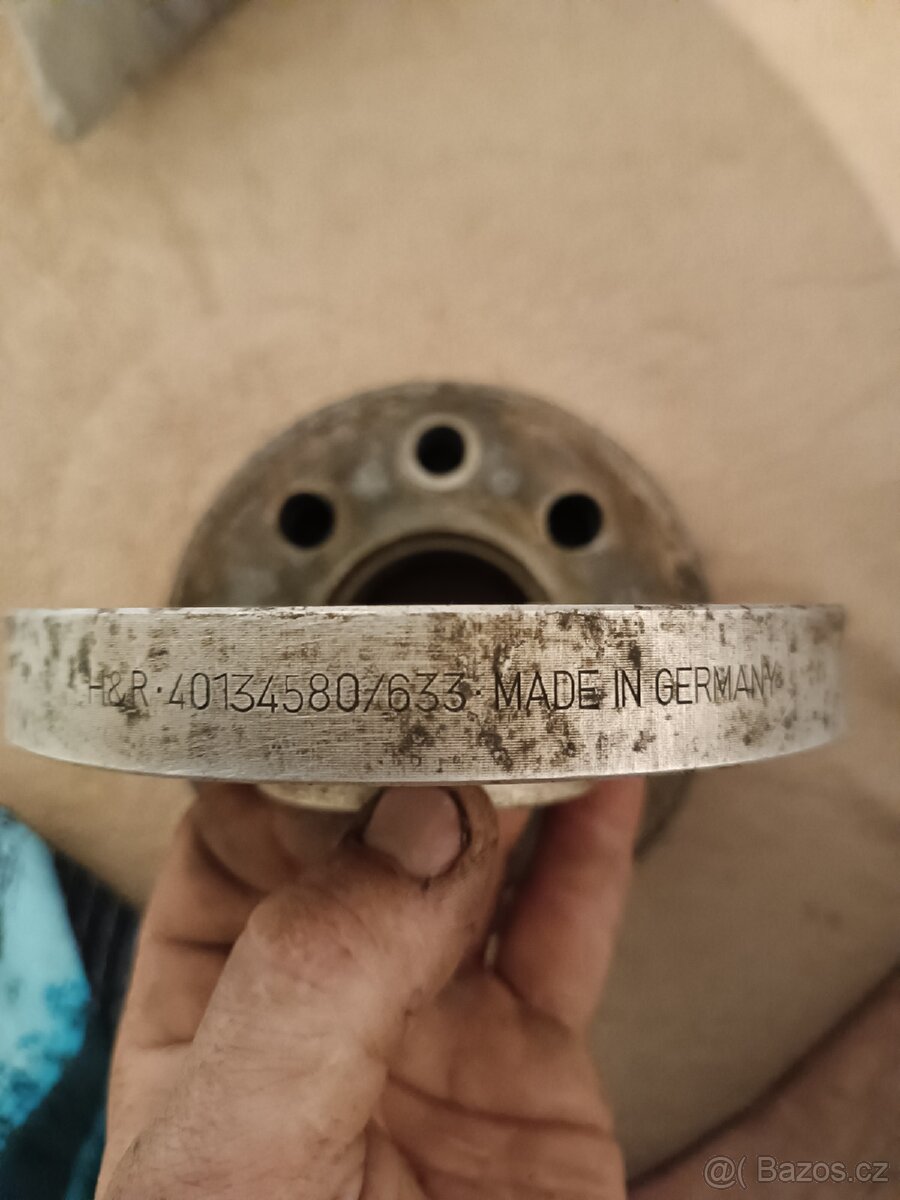 H&R·40134580/633· MADE IN GERMANY
@( Bazos.cz